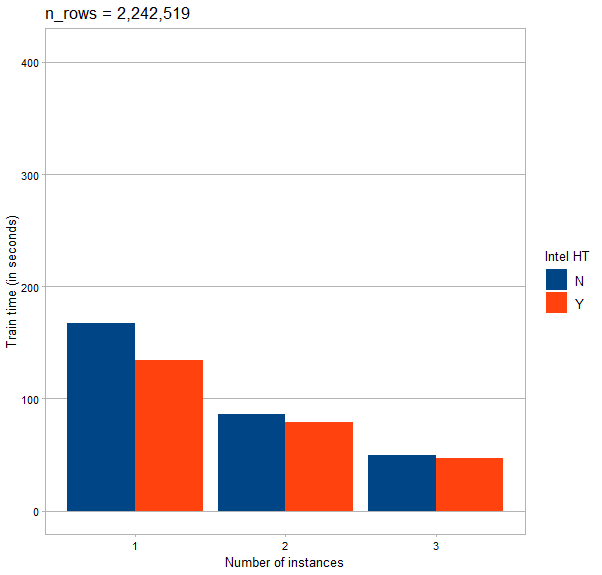 n_rows = 2,242,519
400
300
200
100
0
Train time (in seconds)
1
2
3
Number of instances
Intel HT
N
Y